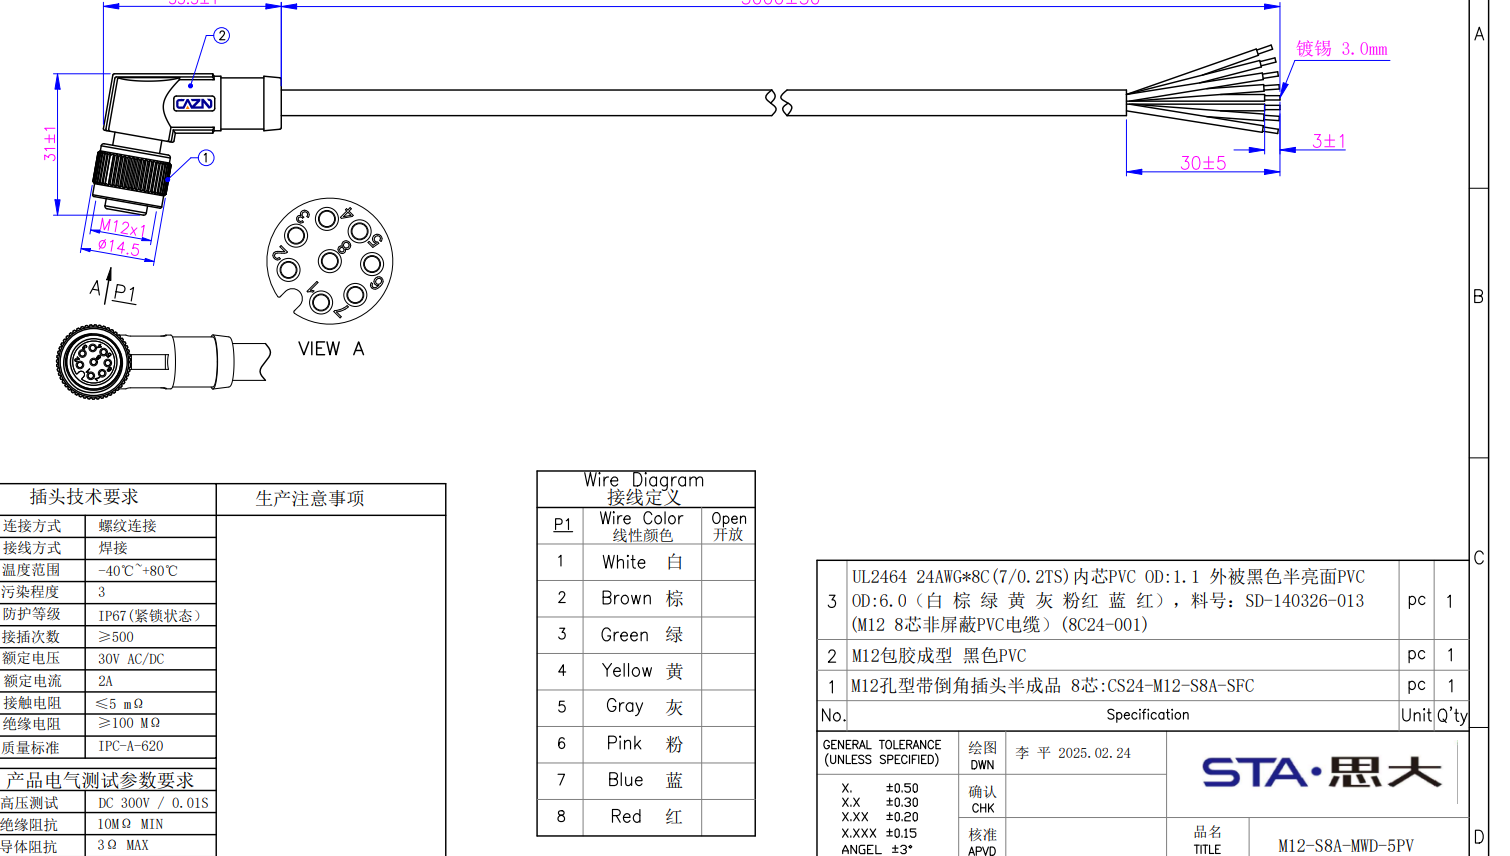 A
②
镀锡 3.0mm
CAZN
31±1
①
3±1
30±5
M12x1
ø14.5
3
4
5
2
8
6
1
7
A
P1
B
VIEW A
插头技术要求
生产注意事项
连接方式 螺纹连接
接线方式 焊接
温度范围 -40℃~+80℃
污染程度 3
防护等级 IP67(紧锁状态)
接插次数 ≥500
额定电压 30V AC/DC
额定电流 2A
接触电阻 ≤5 mΩ
绝缘电阻 ≥100 MΩ
质量标准 IPC-A-620
产品电气测试参数要求
高压测试 DC 300V / 0.01S
绝缘阻抗 10MΩ MIN
导体阻抗 3Ω MAX
Wire Diagram
接线定义
P1 Wire Color Open
线性颜色 开放
1 White 白
2 Brown 棕
3 Green 绿
4 Yellow 黄
5 Gray 灰
6 Pink 粉
7 Blue 蓝
8 Red 红
C
UL2464 24AWG*8C(7/0.2TS)内芯PVC OD:1.1 外被黑色半亮面PVC
3 OD:6.0（白 棕 绿 黄 灰 粉红 蓝 红），料号：SD-140326-013 pc 1
(M12 8芯非屏蔽PVC电缆）(8C24-001)
2 M12包胶成型 黑色PVC pc 1
1 M12孔型带倒角插头半成品 8芯:CS24-M12-S8A-SFC pc 1
No. Specification Unit Q'ty
GENERAL TOLERANCE
(UNLESS SPECIFIED)
X. ±0.50
X.X ±0.30
X.XX ±0.20
X.XXX ±0.15
ANGEL ±3°
绘图
DWN
李 平 2025.02.24
确认
CHK
核准
APVD
STA·思大
品名
TITLE
M12-S8A-MWD-5PV
D